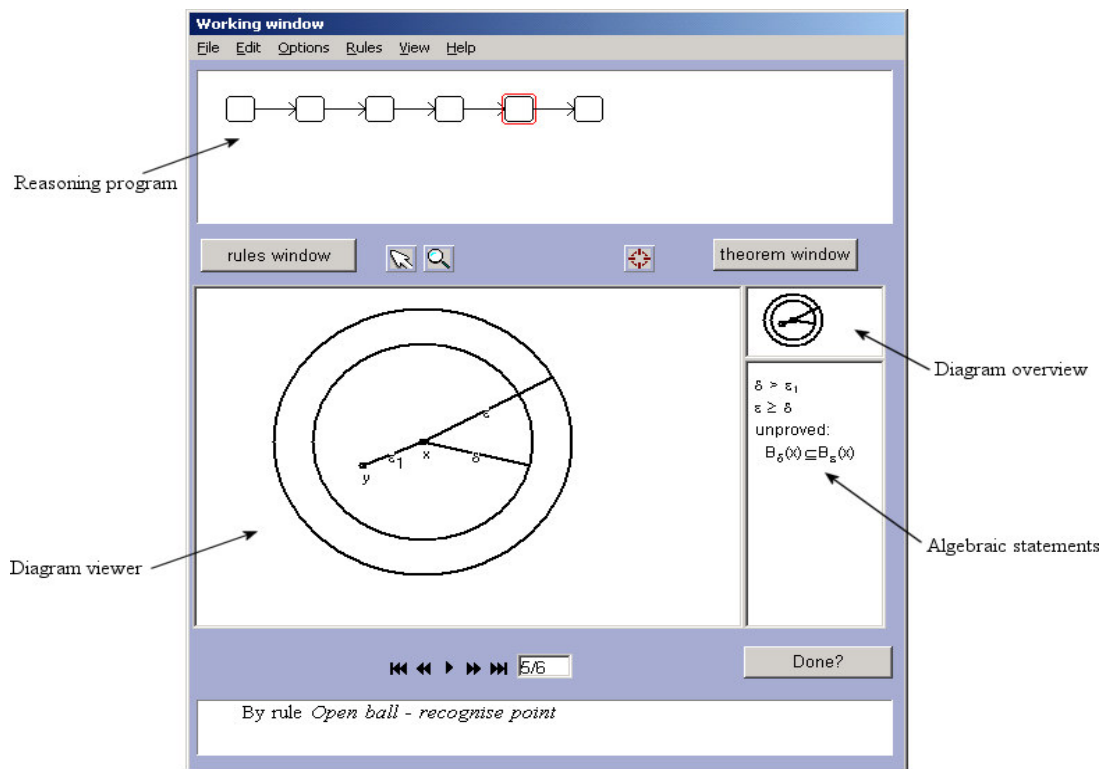 Working window
File Edit Options Rules View Help
Reasoning program
rules window
theorem window
Diagram overview
ε
ε₁ x δ
y
δ > ε₁
ε ≥ δ
unproved:
Bδ(x)⊆Bε(x)
Algebraic statements
Diagram viewer
5/6
Done?
By rule Open ball - recognise point